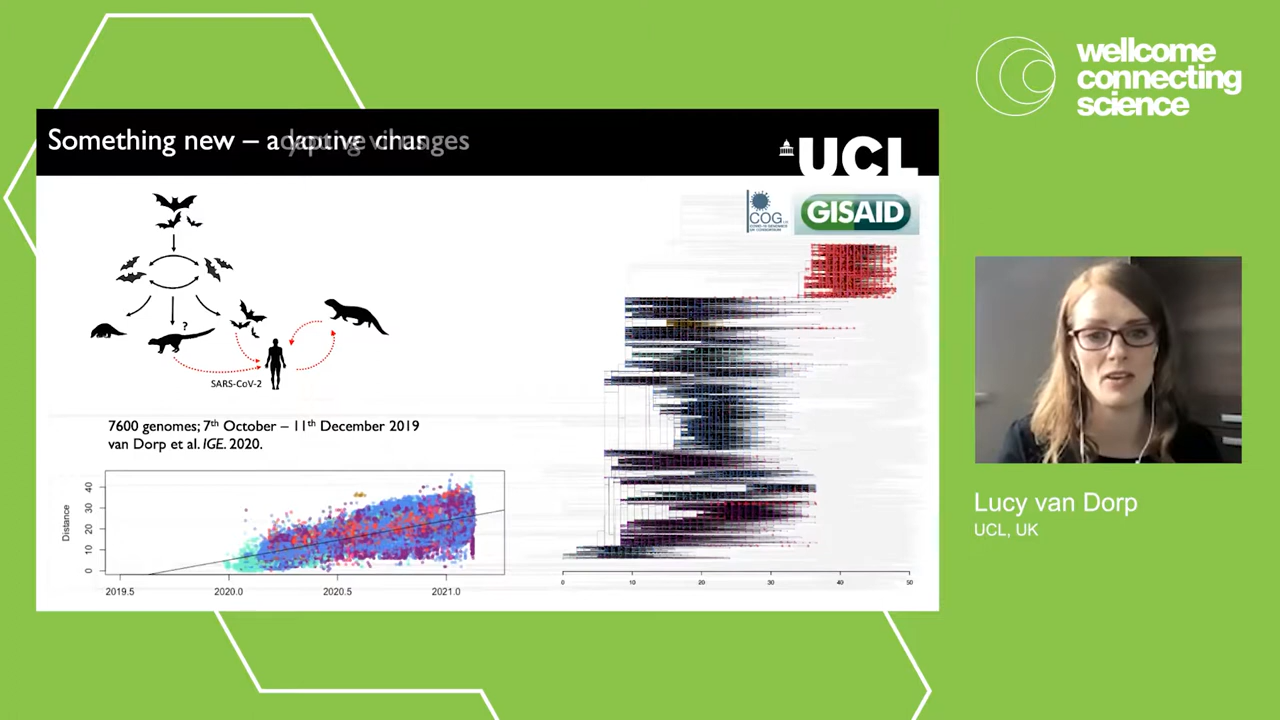 wellcome
connecting
science
Something new –
UCL
COG
GISAID
?
SARS-CoV-2
7600 genomes; 7th October – 11th December 2019
van Dorp et al. IGE. 2020.
Distance
40
30
20
10
0
2019.5 2020.0 2020.5 2021.0
0 10 20 30 40 50
Lucy van Dorp
UCL, UK